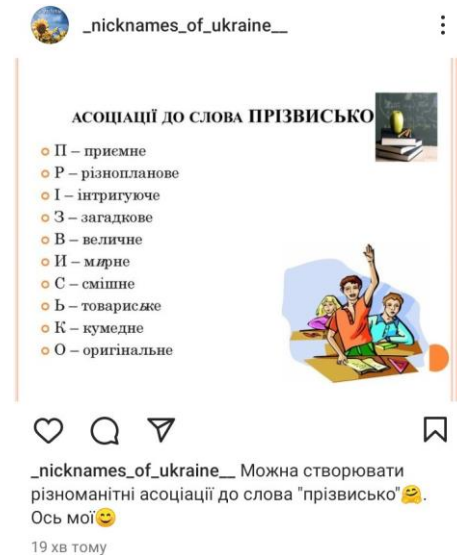 _nicknames_of_ukraine__
АСОЦІАЦІЇ ДО СЛОВА ПРІЗВИСЬКО
П – приємне
Р – різнопланове
І – інтригуюче
З – загадкове
В – величне
И – мирне
С – смішне
Ь – товариське
К – кумедне
О – оригінальне
_nicknames_of_ukraine__ Можна створювати
різноманітні асоціації до слова "прізвисько"🤗.
Ось мої😊
19 хв тому